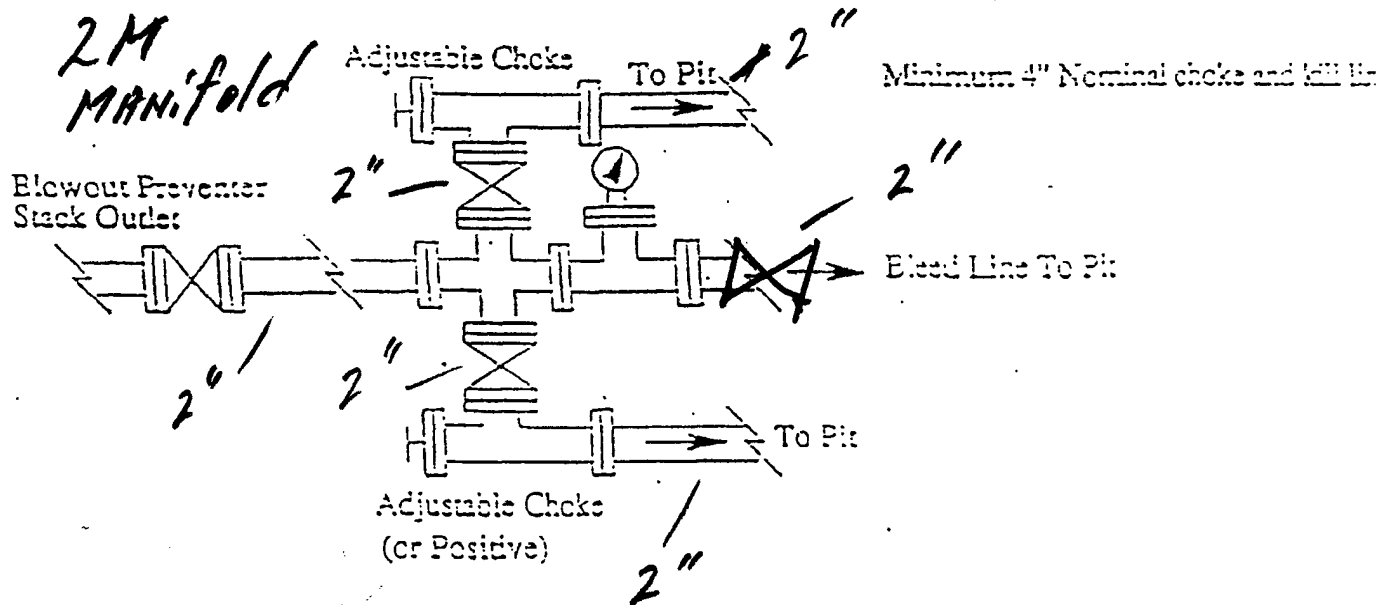 2M
MANifold
Adjustable Choke
To Pit
2"
Minimum 4" Nominal choke and kill
2"
2"
Blowout Preventer
Stack Outlet
Bleed Line To Pit
2"
2"
To Pit
Adjustable Choke
(or Positive)
2"